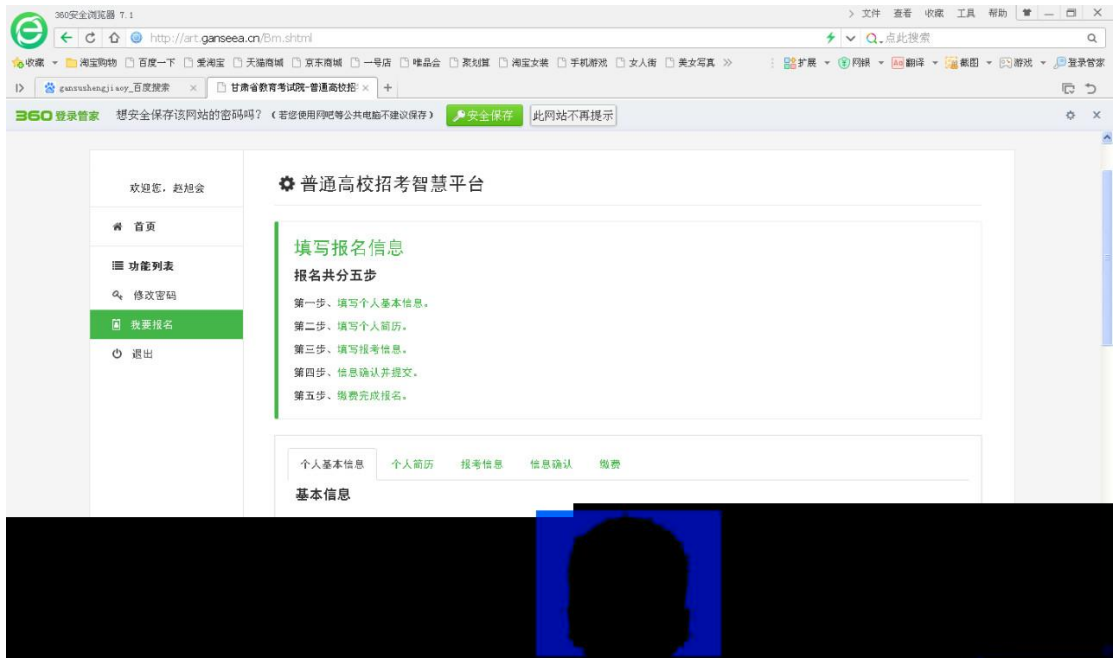 360安全浏览器 7.1
文件 查看 收藏 工具 帮助
http://art.ganseea.cn/Bm.shtml
点此搜索
收藏 淘宝购物 百度一下 爱淘宝 天猫商城 京东商城 一号店 唯品会 聚划算 淘宝女装 手机游戏 女人街 美女写真 扩展 网银 翻译 截图 游戏 登录管家
gansushengjiaoy_百度搜索
甘肃省教育考试院-普通高校招
360登录管家 想安全保存该网站的密码吗?(若您使用网吧等公共电脑不建议保存) 安全保存 此网站不再提示
欢迎您,赵旭会
首页
功能列表
修改密码
我要报名
退出
普通高校招考智慧平台
填写报名信息
报名共分五步
第一步、填写个人基本信息。
第二步、填写个人简历。
第三步、填写报考信息。
第四步、信息确认并提交。
第五步、缴费完成报名。
个人基本信息 个人简历 报考信息 信息确认 缴费
基本信息